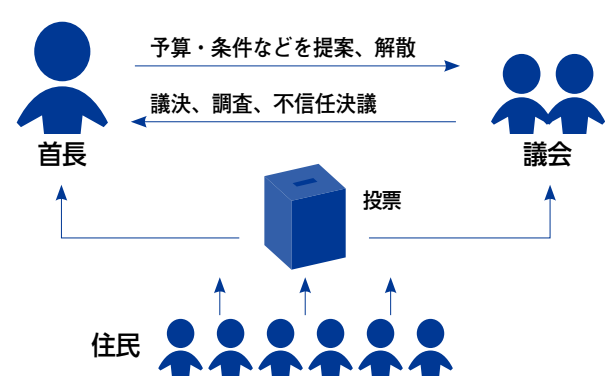 予算・条件などを提案、解散
議決、調査、不信任決議
首長
議会
投票
住民